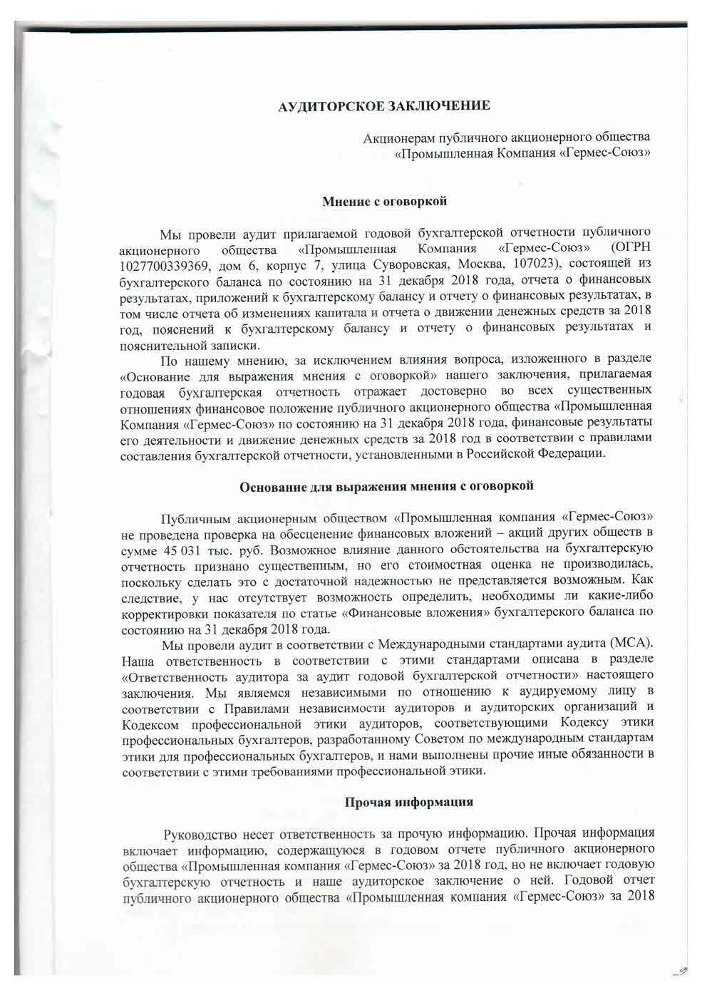 АУДИТОРСКОЕ ЗАКЛЮЧЕНИЕ
Акционерам публичного акционерного общества
«Промышленная Компания «Гермес-Союз»
Мнение с оговоркой
Мы провели аудит прилагаемой годовой бухгалтерской отчетности публичного
акционерного общества «Промышленная Компания «Гермес-Союз» (ОГРН
1027700339369, дом 6, корпус 7, улица Суворовская, Москва, 107023), состоящей из
бухгалтерского баланса по состоянию на 31 декабря 2018 года, отчета о финансовых
результатах, приложений к бухгалтерскому балансу и отчету о финансовых результатах, в
том числе отчета об изменениях капитала и отчета о движении денежных средств за 2018
год, пояснений к бухгалтерскому балансу и отчету о финансовых результатах и
пояснительной записки.
По нашему мнению, за исключением влияния вопроса, изложенного в разделе
«Основание для выражения мнения с оговоркой» нашего заключения, прилагаемая
годовая бухгалтерская отчетность отражает достоверно во всех существенных
отношениях финансовое положение публичного акционерного общества «Промышленная
Компания «Гермес-Союз» по состоянию на 31 декабря 2018 года, финансовые результаты
его деятельности и движение денежных средств за 2018 год в соответствии с правилами
составления бухгалтерской отчетности, установленными в Российской Федерации.
Основание для выражения мнения с оговоркой
Публичным акционерным обществом «Промышленная компания «Гермес-Союз»
не проведена проверка на обесценение финансовых вложений – акций других обществ в
сумме 45 031 тыс. руб. Возможное влияние данного обстоятельства на бухгалтерскую
отчетность признано существенным, но его стоимостная оценка не производилась,
поскольку сделать это с достаточной надежностью не представляется возможным. Как
следствие, у нас отсутствует возможность определить, необходимы ли какие-либо
корректировки показателя по статье «Финансовые вложения» бухгалтерского баланса по
состоянию на 31 декабря 2018 года.
Мы провели аудит в соответствии с Международными стандартами аудита (МСА).
Наша ответственность в соответствии с этими стандартами описана в разделе
«Ответственность аудитора за аудит годовой бухгалтерской отчетности» настоящего
заключения. Мы являемся независимыми по отношению к аудируемому лицу в
соответствии с Правилами независимости аудиторов и аудиторских организаций и
Кодексом профессиональной этики аудиторов, соответствующими Кодексу этики
профессиональных бухгалтеров, разработанному Советом по международным стандартам
этики для профессиональных бухгалтеров, и нами выполнены прочие иные обязанности в
соответствии с этими требованиями профессиональной этики.
Прочая информация
Руководство несет ответственность за прочую информацию. Прочая информация
включает информацию, содержащуюся в годовом отчете публичного акционерного
общества «Промышленная компания «Гермес-Союз» за 2018 год, но не включает годовую
бухгалтерскую отчетность и наше аудиторское заключение о ней. Годовой отчет
публичного акционерного общества «Промышленная компания «Гермес-Союз» за 2018